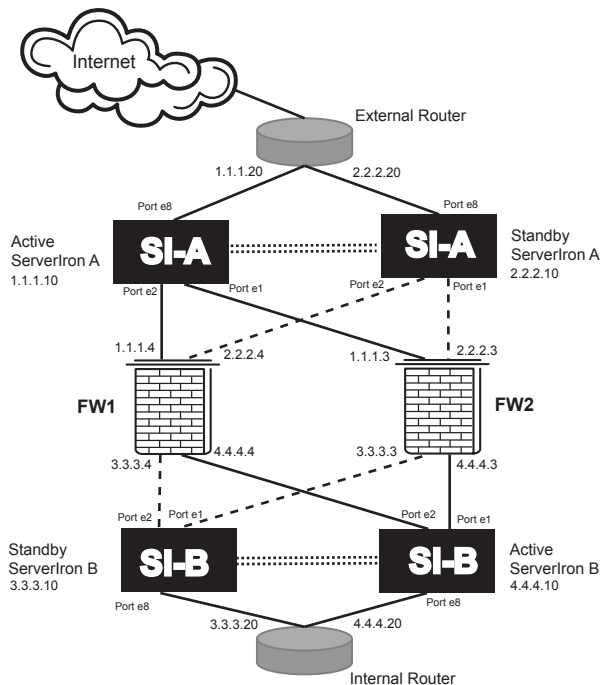 Internet
External Router
1.1.1.20
2.2.2.20
Port e8
Port e8
Active
ServerIron A
1.1.1.10
SI-A
SI-A
Standby
ServerIron A
2.2.2.10
Port e2
Port e1
Port e2
Port e1
1.1.1.4
2.2.2.4
1.1.1.3
2.2.2.3
FW1
FW2
3.3.3.4
4.4.4.4
3.3.3.3
4.4.4.3
Port e2
Port e1
Port e2
Port e1
Standby
ServerIron B
3.3.3.10
SI-B
SI-B
Active
ServerIron B
4.4.4.10
Port e8
Port e8
3.3.3.20
4.4.4.20
Internal Router